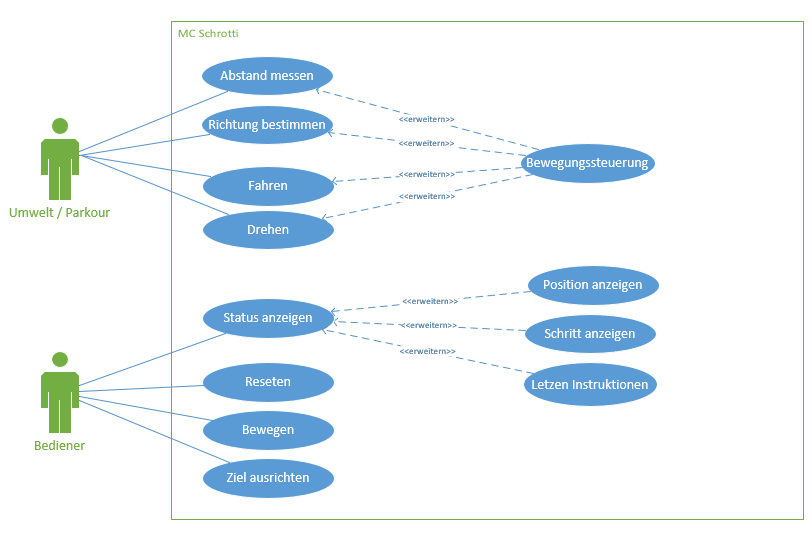 MC Schrotti
Abstand messen
<<erweitern>>
Richtung bestimmen
<<erweitern>>
Bewegungssteuerung
<<erweitern>>
Fahren
<<erweitern>>
Umwelt / Parkour
Drehen
Position anzeigen
<<erweitern>>
Status anzeigen
<<erweitern>>
Schritt anzeigen
<<erweitern>>
Reseten
Letzen Instruktionen
Bewegen
Bediener
Ziel ausrichten